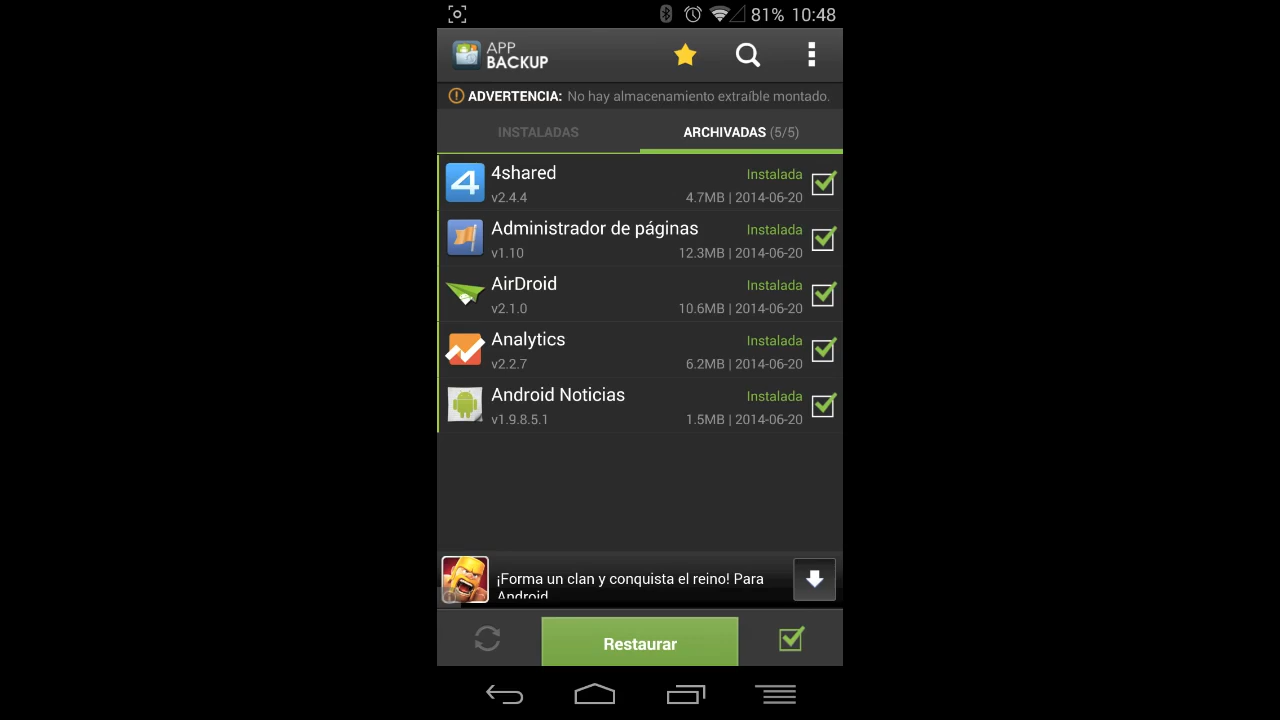 81% 10:48
APP
BACKUP
ADVERTENCIA: No hay almacenamiento extraíble montado.
INSTALADAS ARCHIVADAS (5/5)
4shared Instalada
v2.4.4 4.7MB | 2014-06-20
Administrador de páginas Instalada
v1.10 12.3MB | 2014-06-20
AirDroid Instalada
v2.1.0 10.6MB | 2014-06-20
Analytics Instalada
v2.2.7 6.2MB | 2014-06-20
Android Noticias Instalada
v1.9.8.5.1 1.5MB | 2014-06-20
¡Forma un clan y conquista el reino! Para
Android
Restaurar